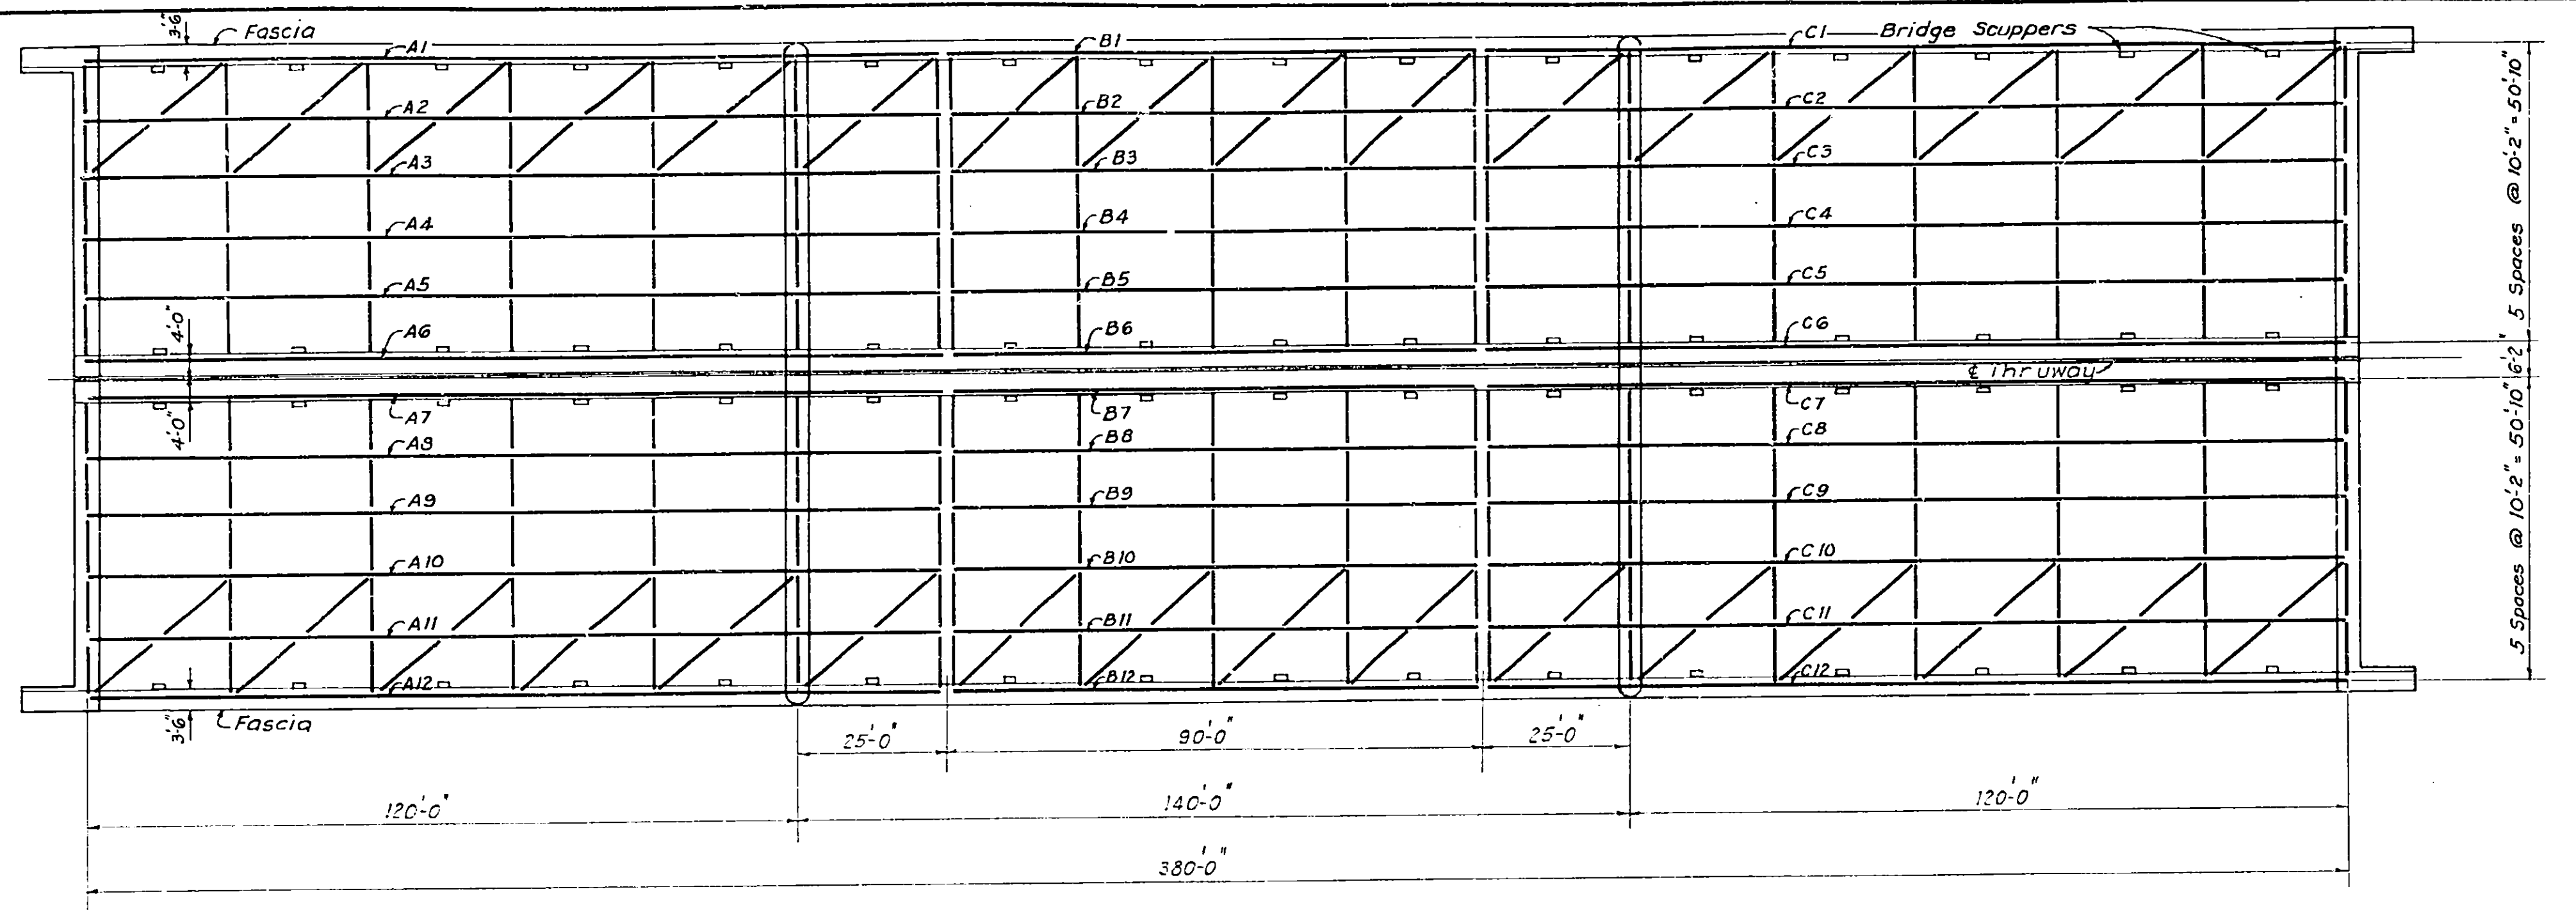 3'-6"
Fascia
A1
B1
C1
Bridge Scuppers
A2
B2
C2
A3
B3
C3
A4
B4
C4
A5
B5
C5
4'-0"
A6
B6
C6
5 Spaces @ 10'-2" = 50'-10"
6'-2"
℄ Thruway
4'-0"
A7
B7
C7
A8
B8
C8
A9
B9
C9
A10
B10
C10
A11
B11
C11
A12
B12
C12
5 Spaces @ 10'-2" = 50'-10"
3'-6"
Fascia
25'-0"
90'-0"
25'-0"
120'-0"
140'-0"
120'-0"
380'-0"